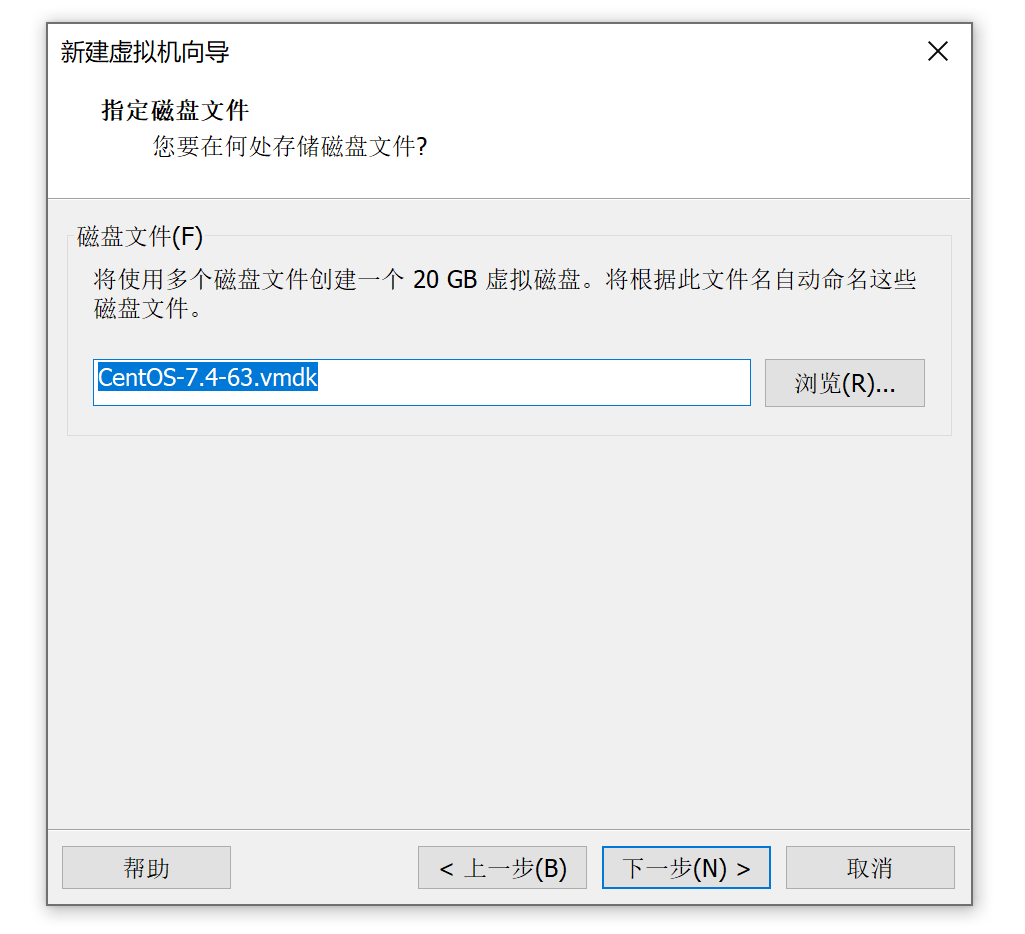 新建虚拟机向导
指定磁盘文件
您要在何处存储磁盘文件?
磁盘文件(F)
将使用多个磁盘文件创建一个 20 GB 虚拟磁盘。将根据此文件名自动命名这些
磁盘文件。
CentOS-7.4-63.vmdk
浏览(R)...
帮助
< 上一步(B)
下一步(N) >
取消